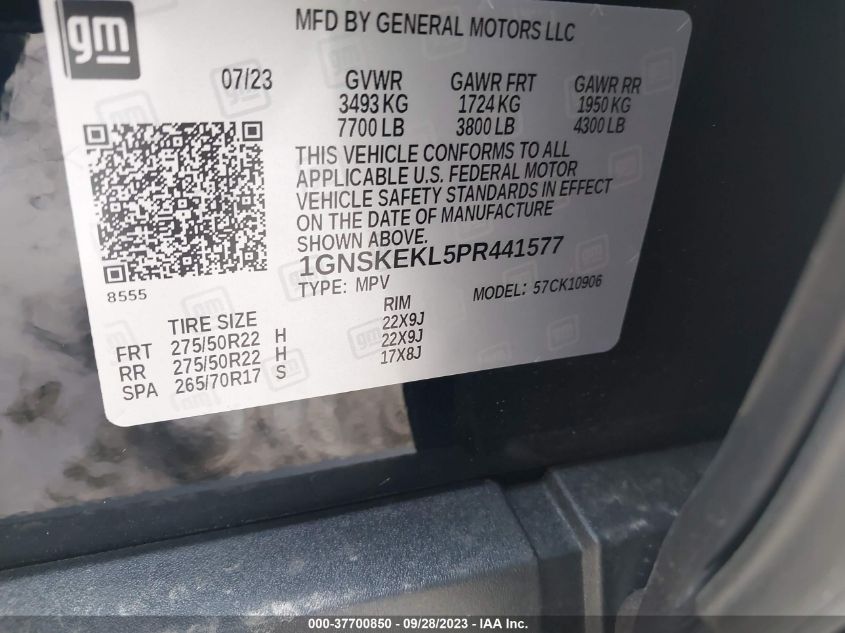 gm
MFD BY GENERAL MOTORS LLC
07/23 GVWR GAWR FRT GAWR RR
3493 KG 1724 KG 1950 KG
7700 LB 3800 LB 4300 LB
THIS VEHICLE CONFORMS TO ALL
APPLICABLE U.S. FEDERAL MOTOR
VEHICLE SAFETY STANDARDS IN EFFECT
ON THE DATE OF MANUFACTURE
SHOWN ABOVE.
1GNSKEKL5PR441577
8555
TYPE: MPV MODEL: 57CK10906
TIRE SIZE RIM
FRT 275/50R22 H 22X9J
RR 275/50R22 H 22X9J
SPA 265/70R17 S 17X8J
000-37700850 - 09/28/2023 - IAA Inc.